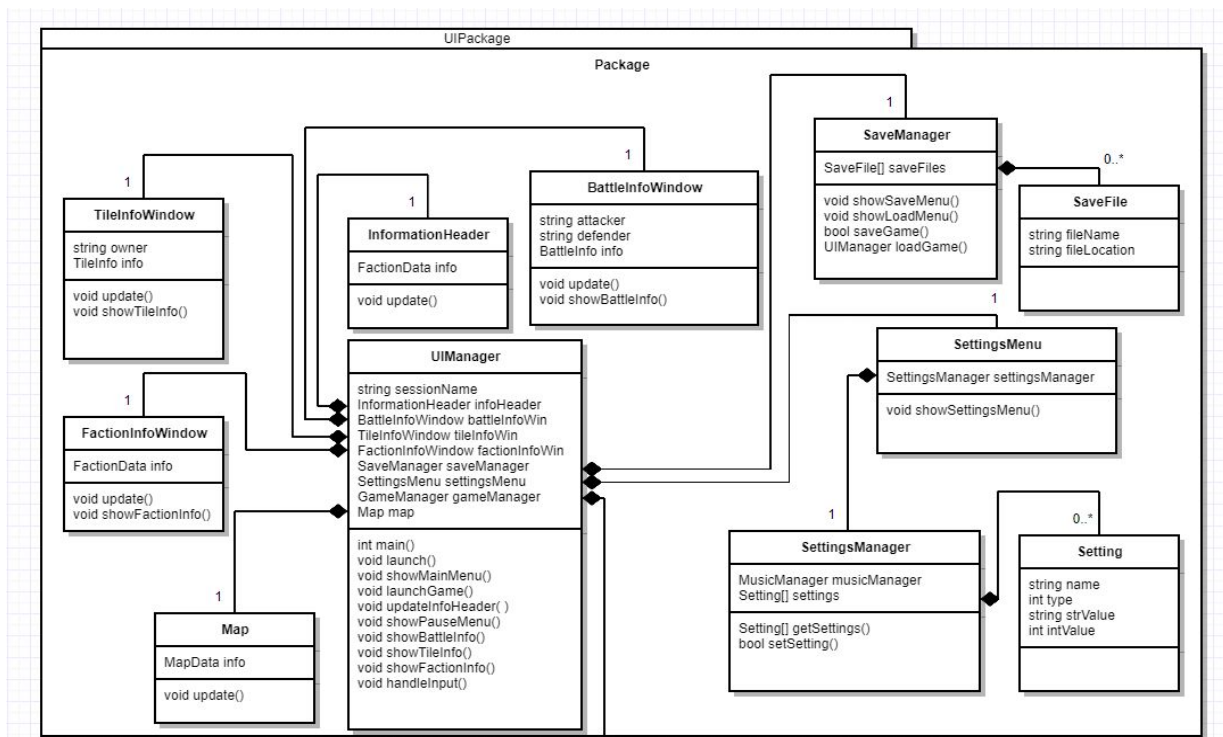 UIPackage
Package
1
SaveManager
SaveFile[] saveFiles
void showSaveMenu()
void showLoadMenu()
bool saveGame()
UIManager loadGame()
0..*
SaveFile
string fileName
string fileLocation
1
BattleInfoWindow
string attacker
string defender
BattleInfo info
void update()
void showBattleInfo()
1
TileInfoWindow
string owner
TileInfo info
void update()
void showTileInfo()
1
InformationHeader
FactionData info
void update()
1
SettingsMenu
SettingsManager settingsManager
void showSettingsMenu()
UIManager
string sessionName
InformationHeader infoHeader
BattleInfoWindow battleInfoWin
TileInfoWindow tileInfoWin
FactionInfoWindow factionInfoWin
SaveManager saveManager
SettingsMenu settingsMenu
GameManager gameManager
Map map
int main()
void launch()
void showMainMenu()
void launchGame()
void updateInfoHeader( )
void showPauseMenu()
void showBattleInfo()
void showTileInfo()
void showFactionInfo()
void handleInput()
1
FactionInfoWindow
FactionData info
void update()
void showFactionInfo()
1
Map
MapData info
void update()
1
SettingsManager
MusicManager musicManager
Setting[] settings
Setting[] getSettings()
bool setSetting()
0..*
Setting
string name
int type
string strValue
int intValue